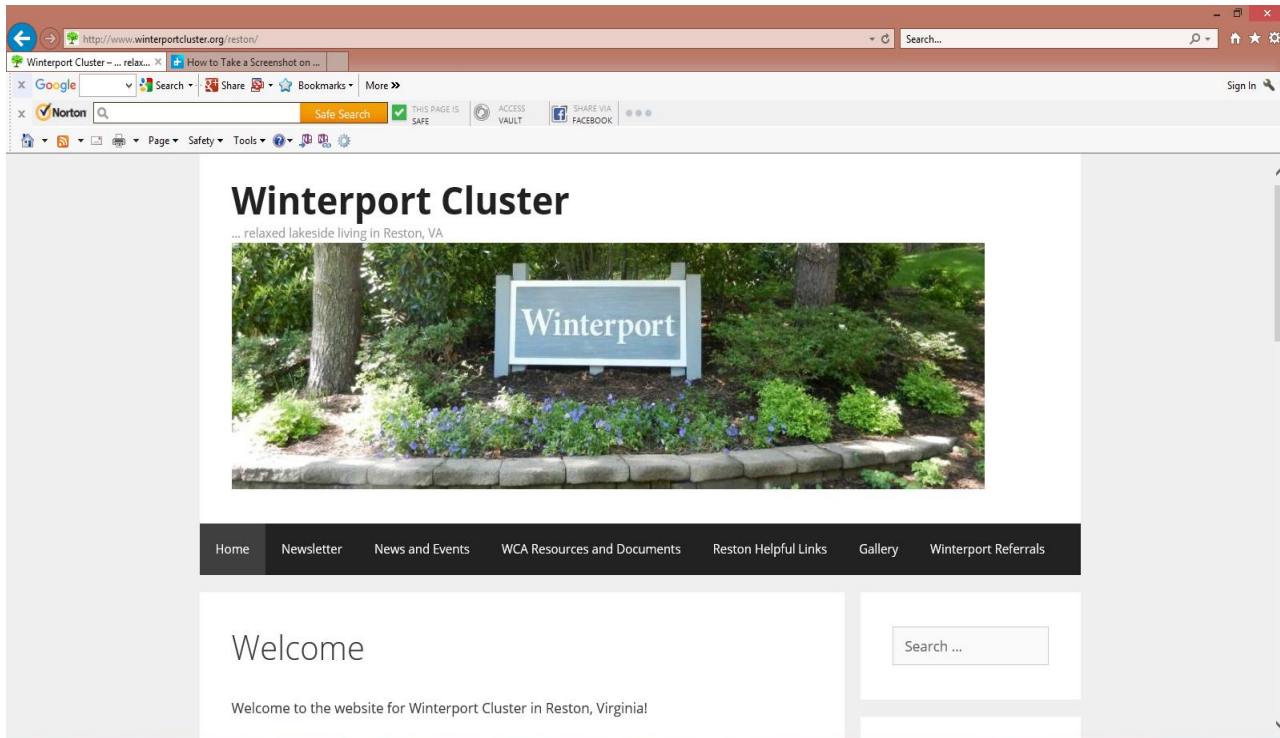 http://www.winterportcluster.org/reston/
Search...
Winterport Cluster – ... relax...
How to Take a Screenshot on ...
Google Search Share Bookmarks More »
Sign In
Norton Safe Search THIS PAGE IS SAFE ACCESS VAULT SHARE VIA FACEBOOK
Page Safety Tools
Winterport Cluster
... relaxed lakeside living in Reston, VA
Winterport
Home Newsletter News and Events WCA Resources and Documents Reston Helpful Links Gallery Winterport Referrals
Welcome
Search ...
Welcome to the website for Winterport Cluster in Reston, Virginia!